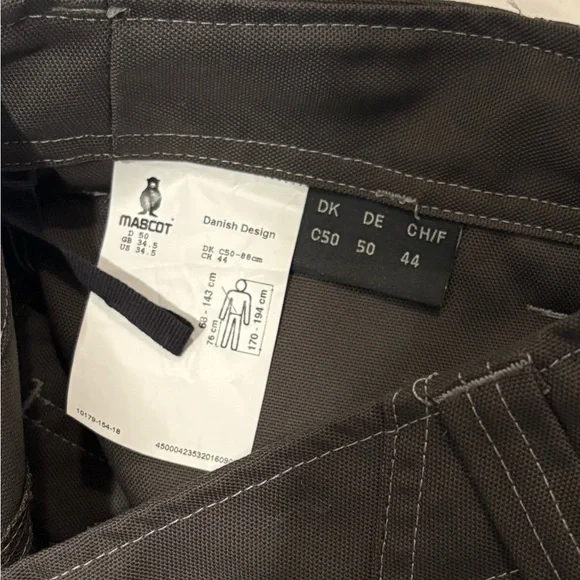 MASCOT
Danish Design
D 50
GB 34.5
US 34.5
DK C50-88cm
CH 44
76 cm
170 - 194 cm
10179-154-18
DK DE CH/F
C50 50 44